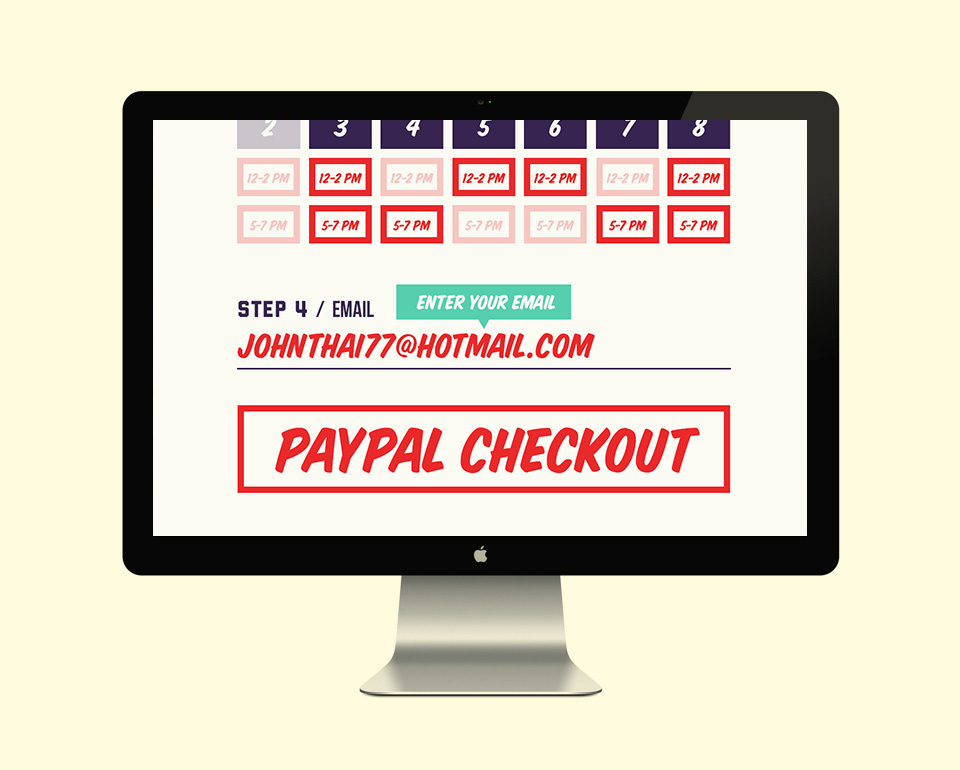 2 3 4 5 6 7 8
12-2 PM 12-2 PM 12-2 PM 12-2 PM 12-2 PM 12-2 PM 12-2 PM
5-7 PM 5-7 PM 5-7 PM 5-7 PM 5-7 PM 5-7 PM 5-7 PM
STEP 4 / EMAIL ENTER YOUR EMAIL
JOHNTHAI77@HOTMAIL.COM
PAYPAL CHECKOUT